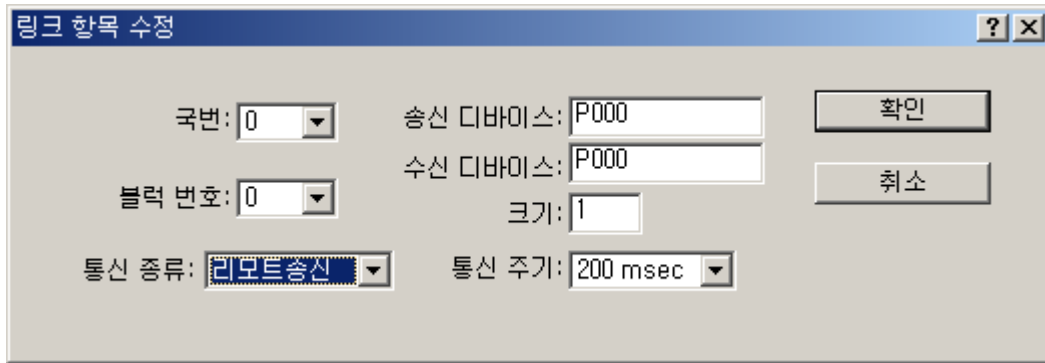 링크 항목 수정
국번: 0
송신 디바이스: P000
확인
수신 디바이스: P000
취소
블럭 번호: 0
크기: 1
통신 종류: 리모트송신
통신 주기: 200 msec